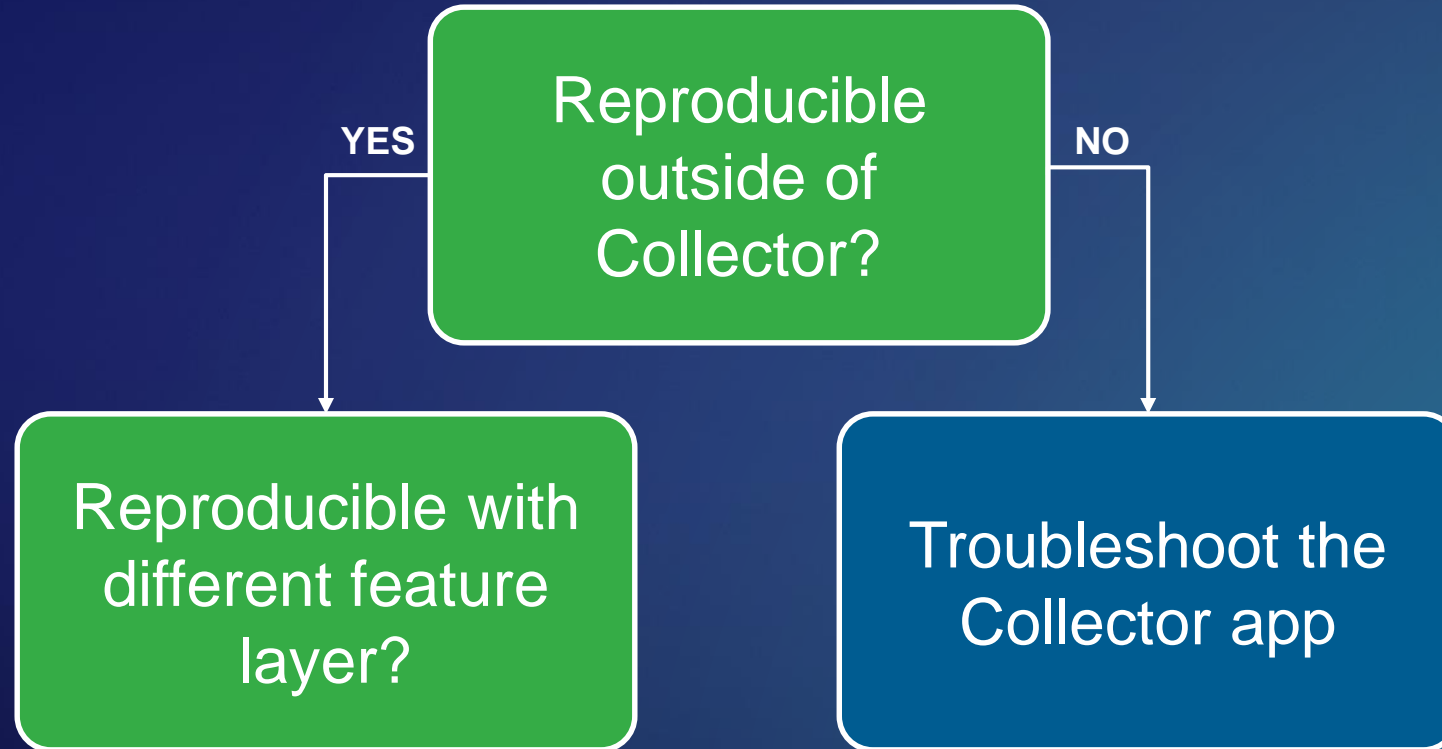 Reproducible
outside of
Collector?
YES
NO
Reproducible with
different feature
layer?
Troubleshoot the
Collector app